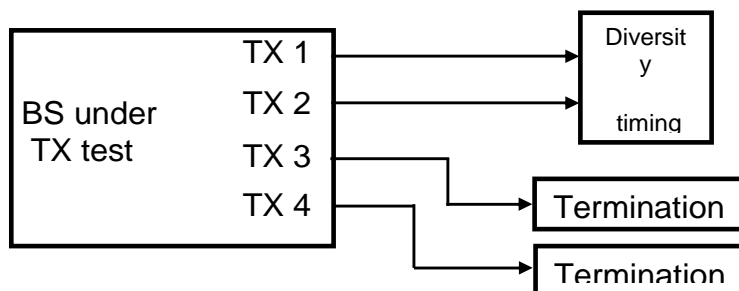 TX 1
TX 2
TX 3
TX 4
BS under
TX test
Diversit
y
timing
Termination
Termination